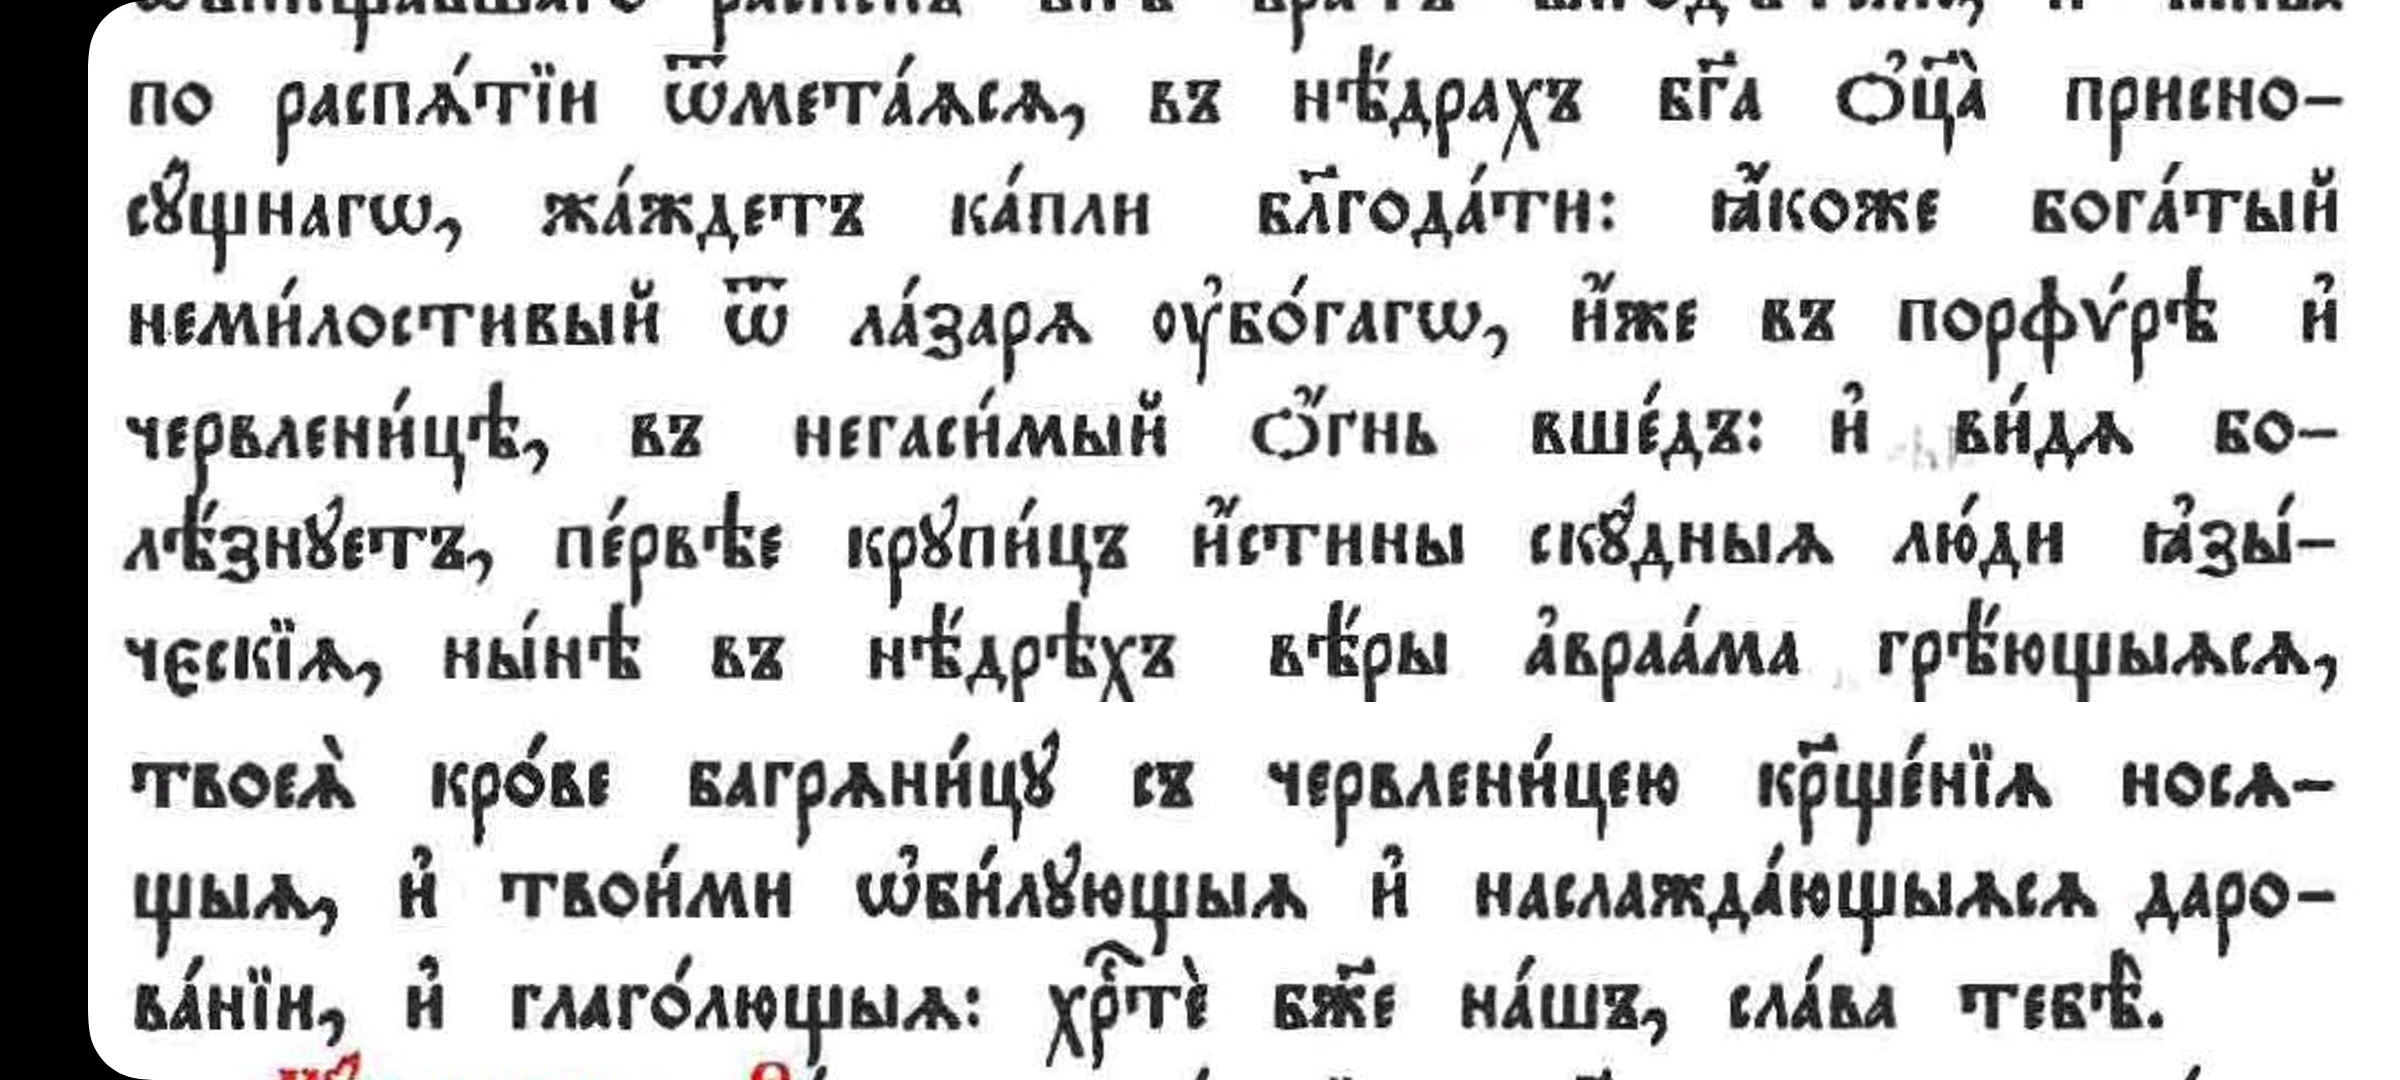 по распѧ́тїи ѿмета́ѧсѧ, въ нѣ́драхъ бг҃а ѻ҆ц҃а̀ присно-
сꙋ́щнагѡ, жа́ждетъ ка́пли бл҃года́ти: ꙗ҆́коже бога́тый
неми́лостивый ѿ ла́зарѧ ᲂу҆бо́гагѡ, и҆́же въ порфѵ́рѣ и҆
червлени́цѣ, въ негаси́мый ѻ҆́гнь вше́дъ: и҆ ви́дѧ бо-
лѣ́знꙋетъ, пе́рвѣе крꙋпи́цъ и҆́стины скꙋ́дныѧ лю́ди ꙗ҆зы́-
чєскїѧ, ны́нѣ въ нѣ́дрѣхъ вѣ́ры а҆враа́ма грѣ́ющыѧсѧ,
твоеѧ̀ кро́ве багрѧни́цꙋ съ червлени́цею кр҃ще́нїѧ носѧ-
щыѧ, и҆ твои́ми ѡ҆би́лꙋющыѧ и҆ наслажда́ющыѧсѧ даро-
ва́нїи, и҆ глаго́лющыѧ: хрⷭ҇тѐ бж҃е на́шъ, сла́ва тебѣ̀.